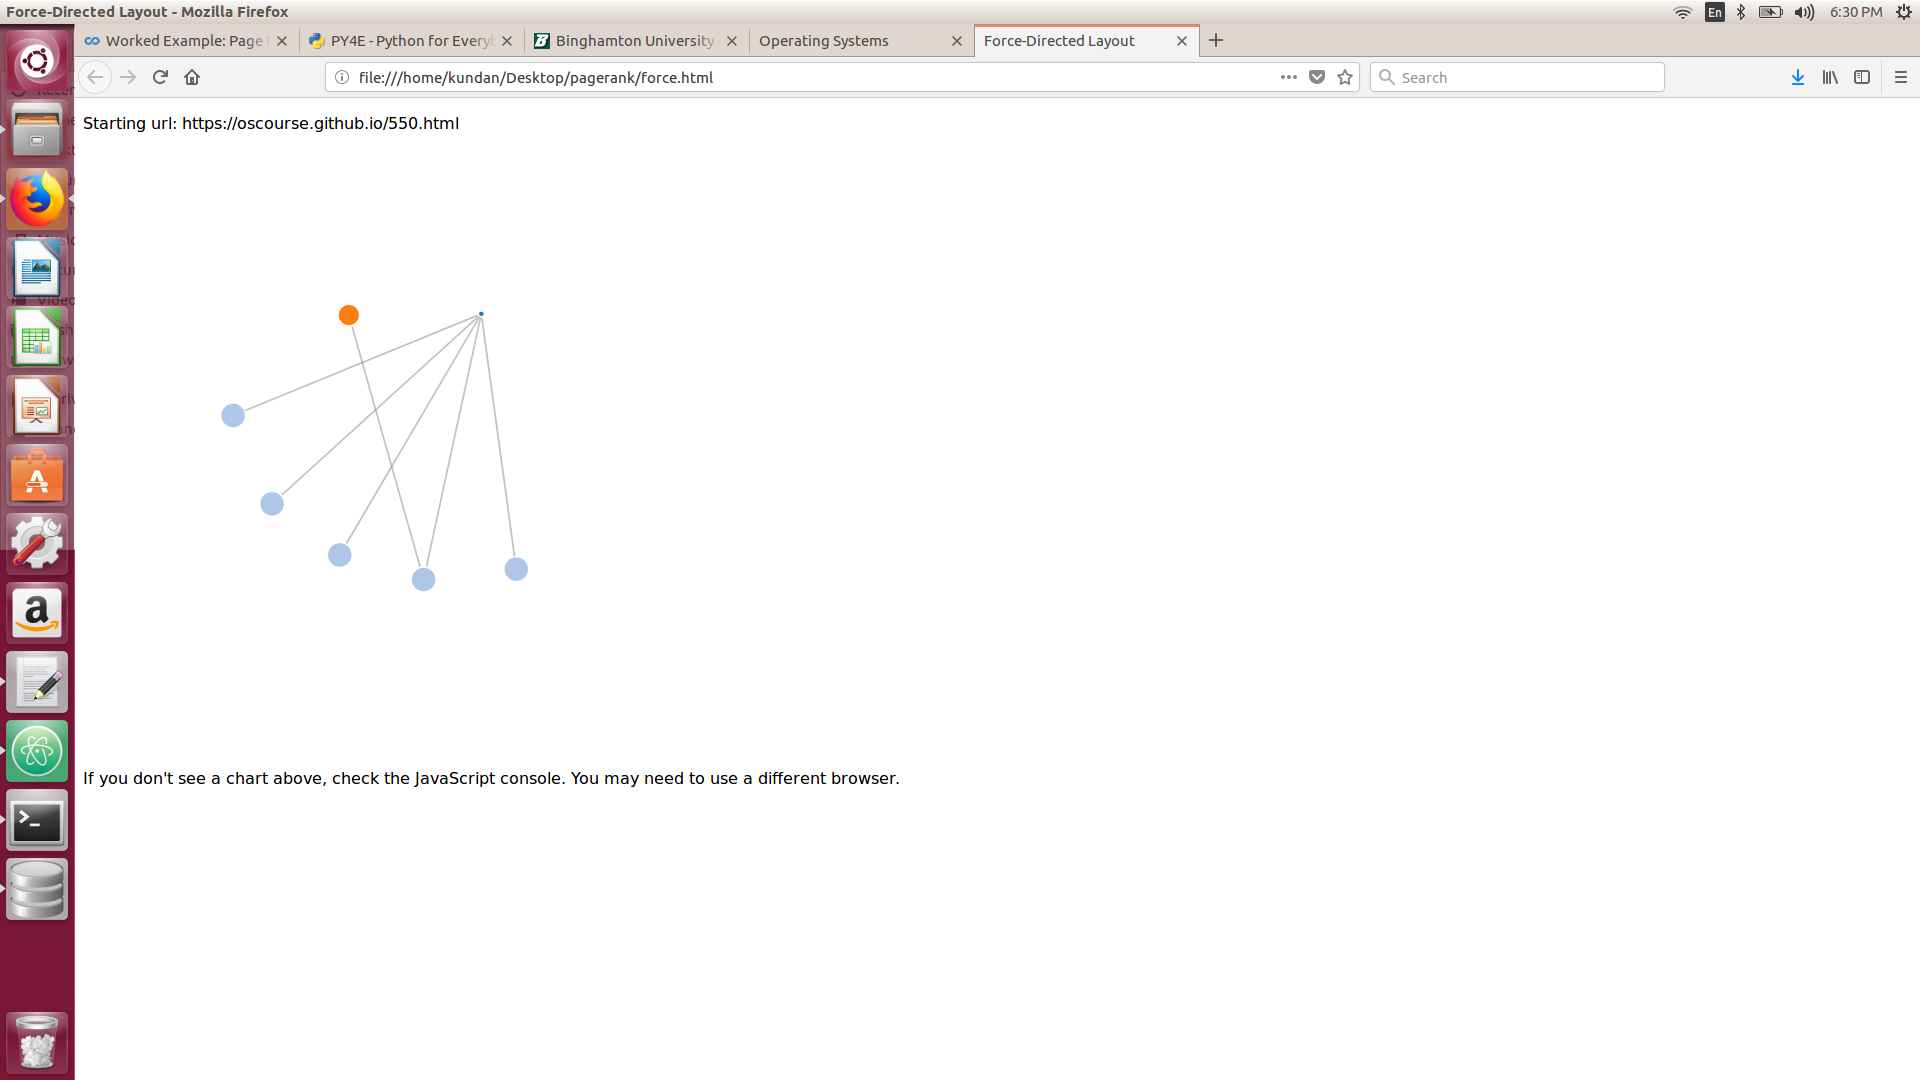 Force-Directed Layout - Mozilla Firefox
En
6:30 PM
Worked Example: Page
PY4E - Python for Every
Binghamton University
Operating Systems
Force-Directed Layout
file:///home/kundan/Desktop/pagerank/force.html
Search
Starting url: https://oscourse.github.io/550.html
If you don't see a chart above, check the JavaScript console. You may need to use a different browser.